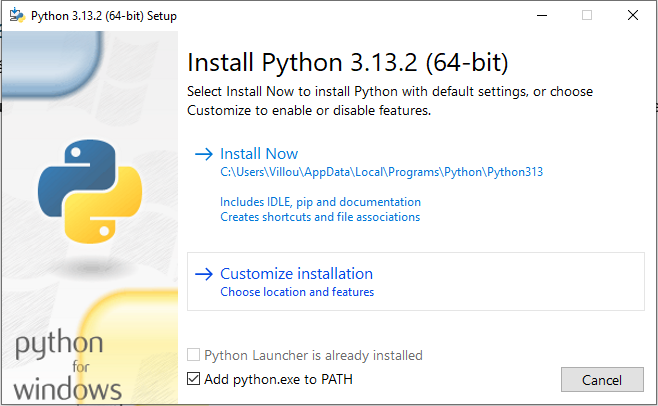 Python 3.13.2 (64-bit) Setup
Install Python 3.13.2 (64-bit)
Select Install Now to install Python with default settings, or choose
Customize to enable or disable features.
Install Now
C:\Users\Villou\AppData\Local\Programs\Python\Python313
Includes IDLE, pip and documentation
Creates shortcuts and file associations
Customize installation
Choose location and features
python
for
windows
Python Launcher is already installed
Add python.exe to PATH
Cancel